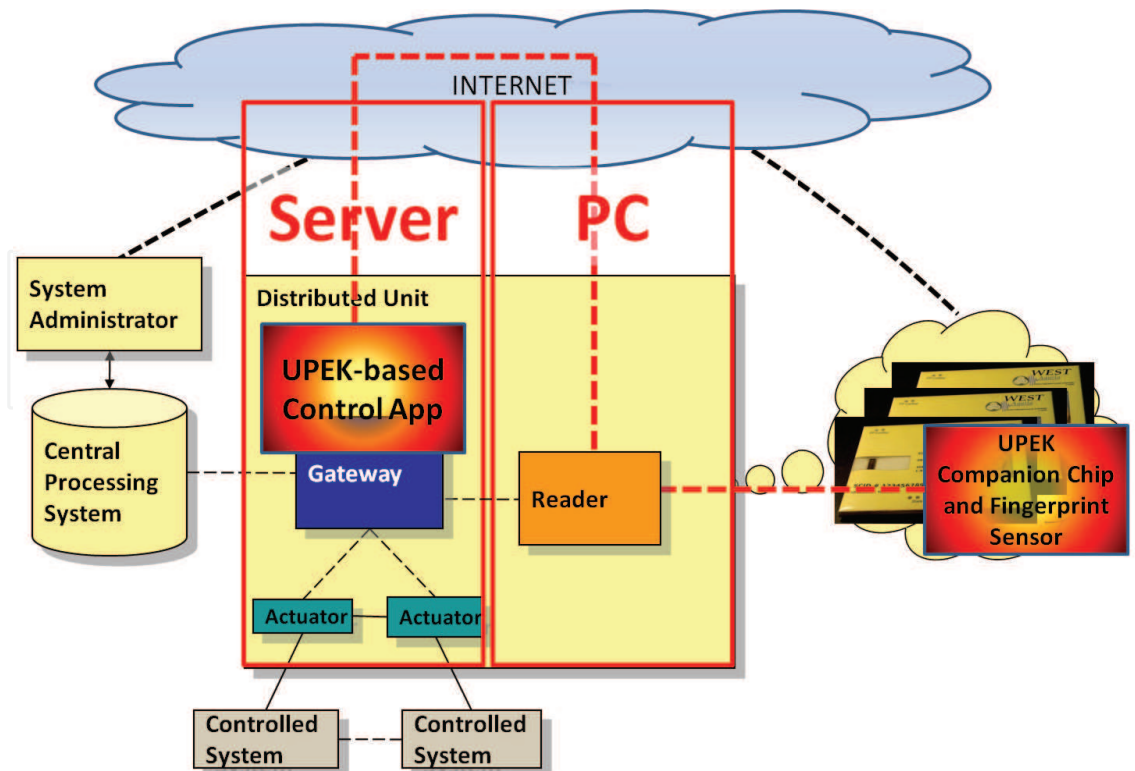 INTERNET
Server
PC
System
Administrator
Distributed Unit
UPEK-based
Control App
WEST
WEST
Central
Processing
System
Gateway
Reader
UPEK
Companion Chip
and Fingerprint
Sensor
Actuator
Actuator
Controlled
System
Controlled
System